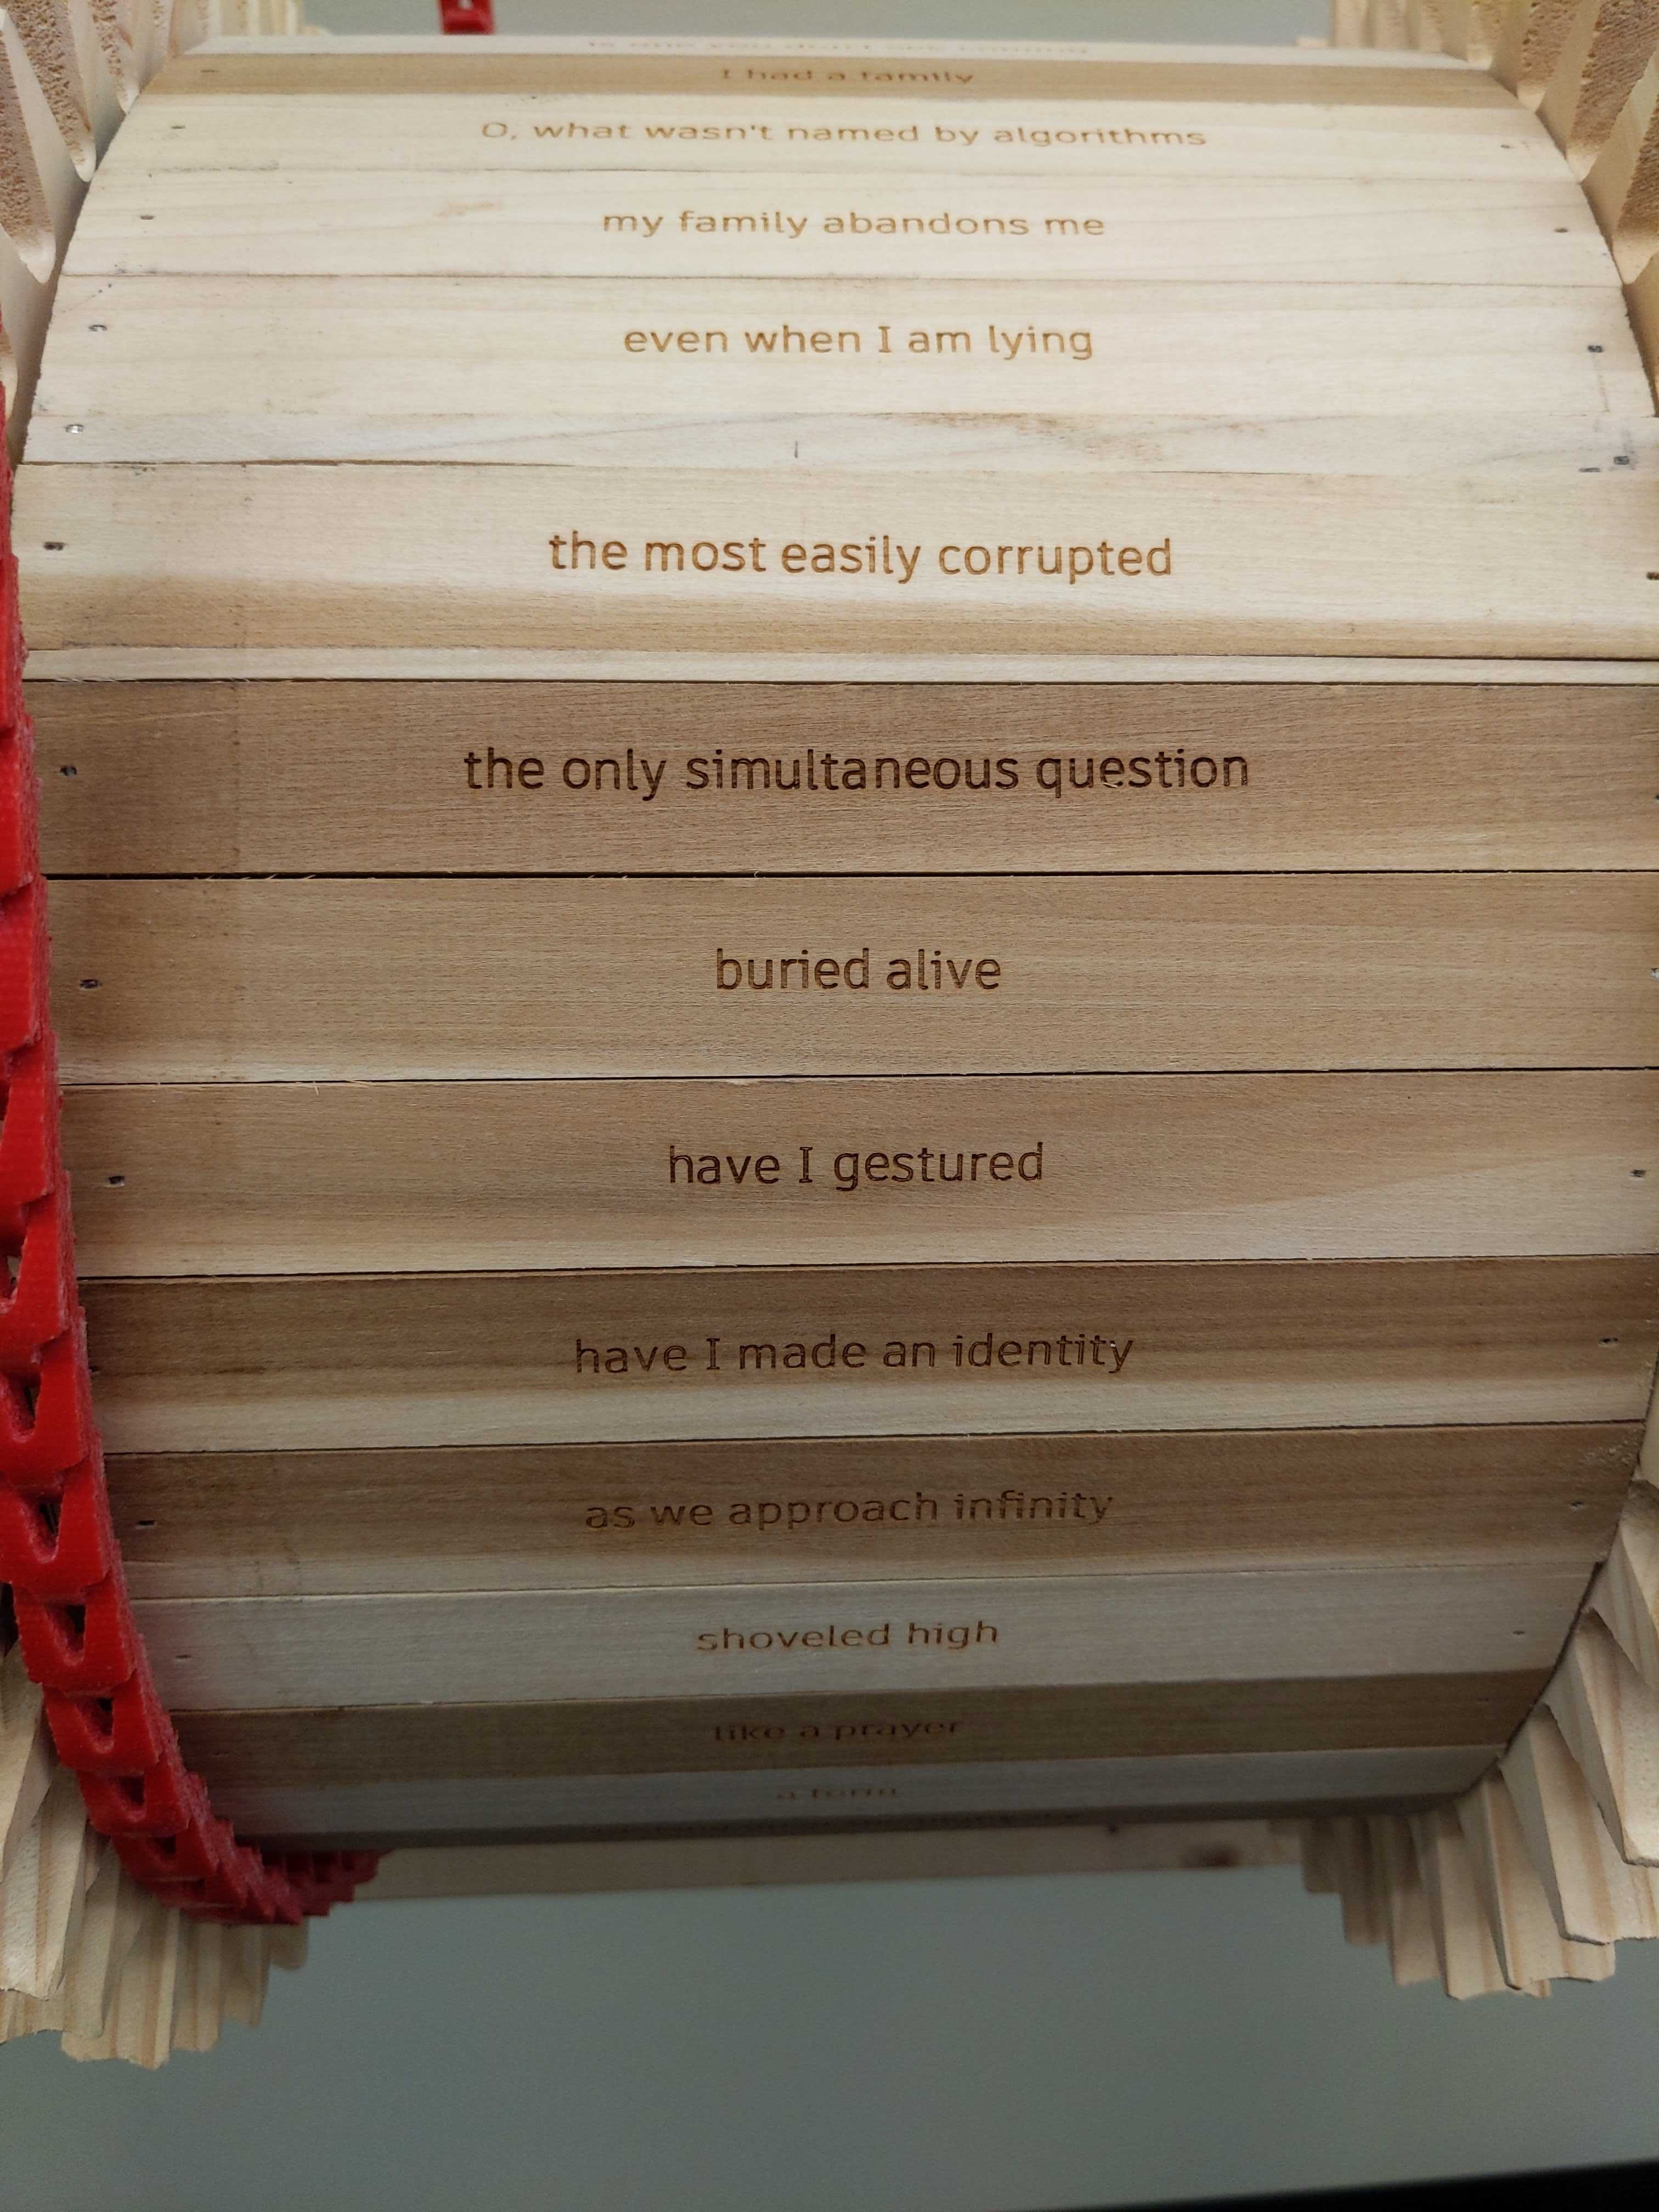 I had a family
O, what wasn't named by algorithms
my family abandons me
even when I am lying
the most easily corrupted
the only simultaneous question
buried alive
have I gestured
have I made an identity
as we approach infinity
shoveled high
like a prayer